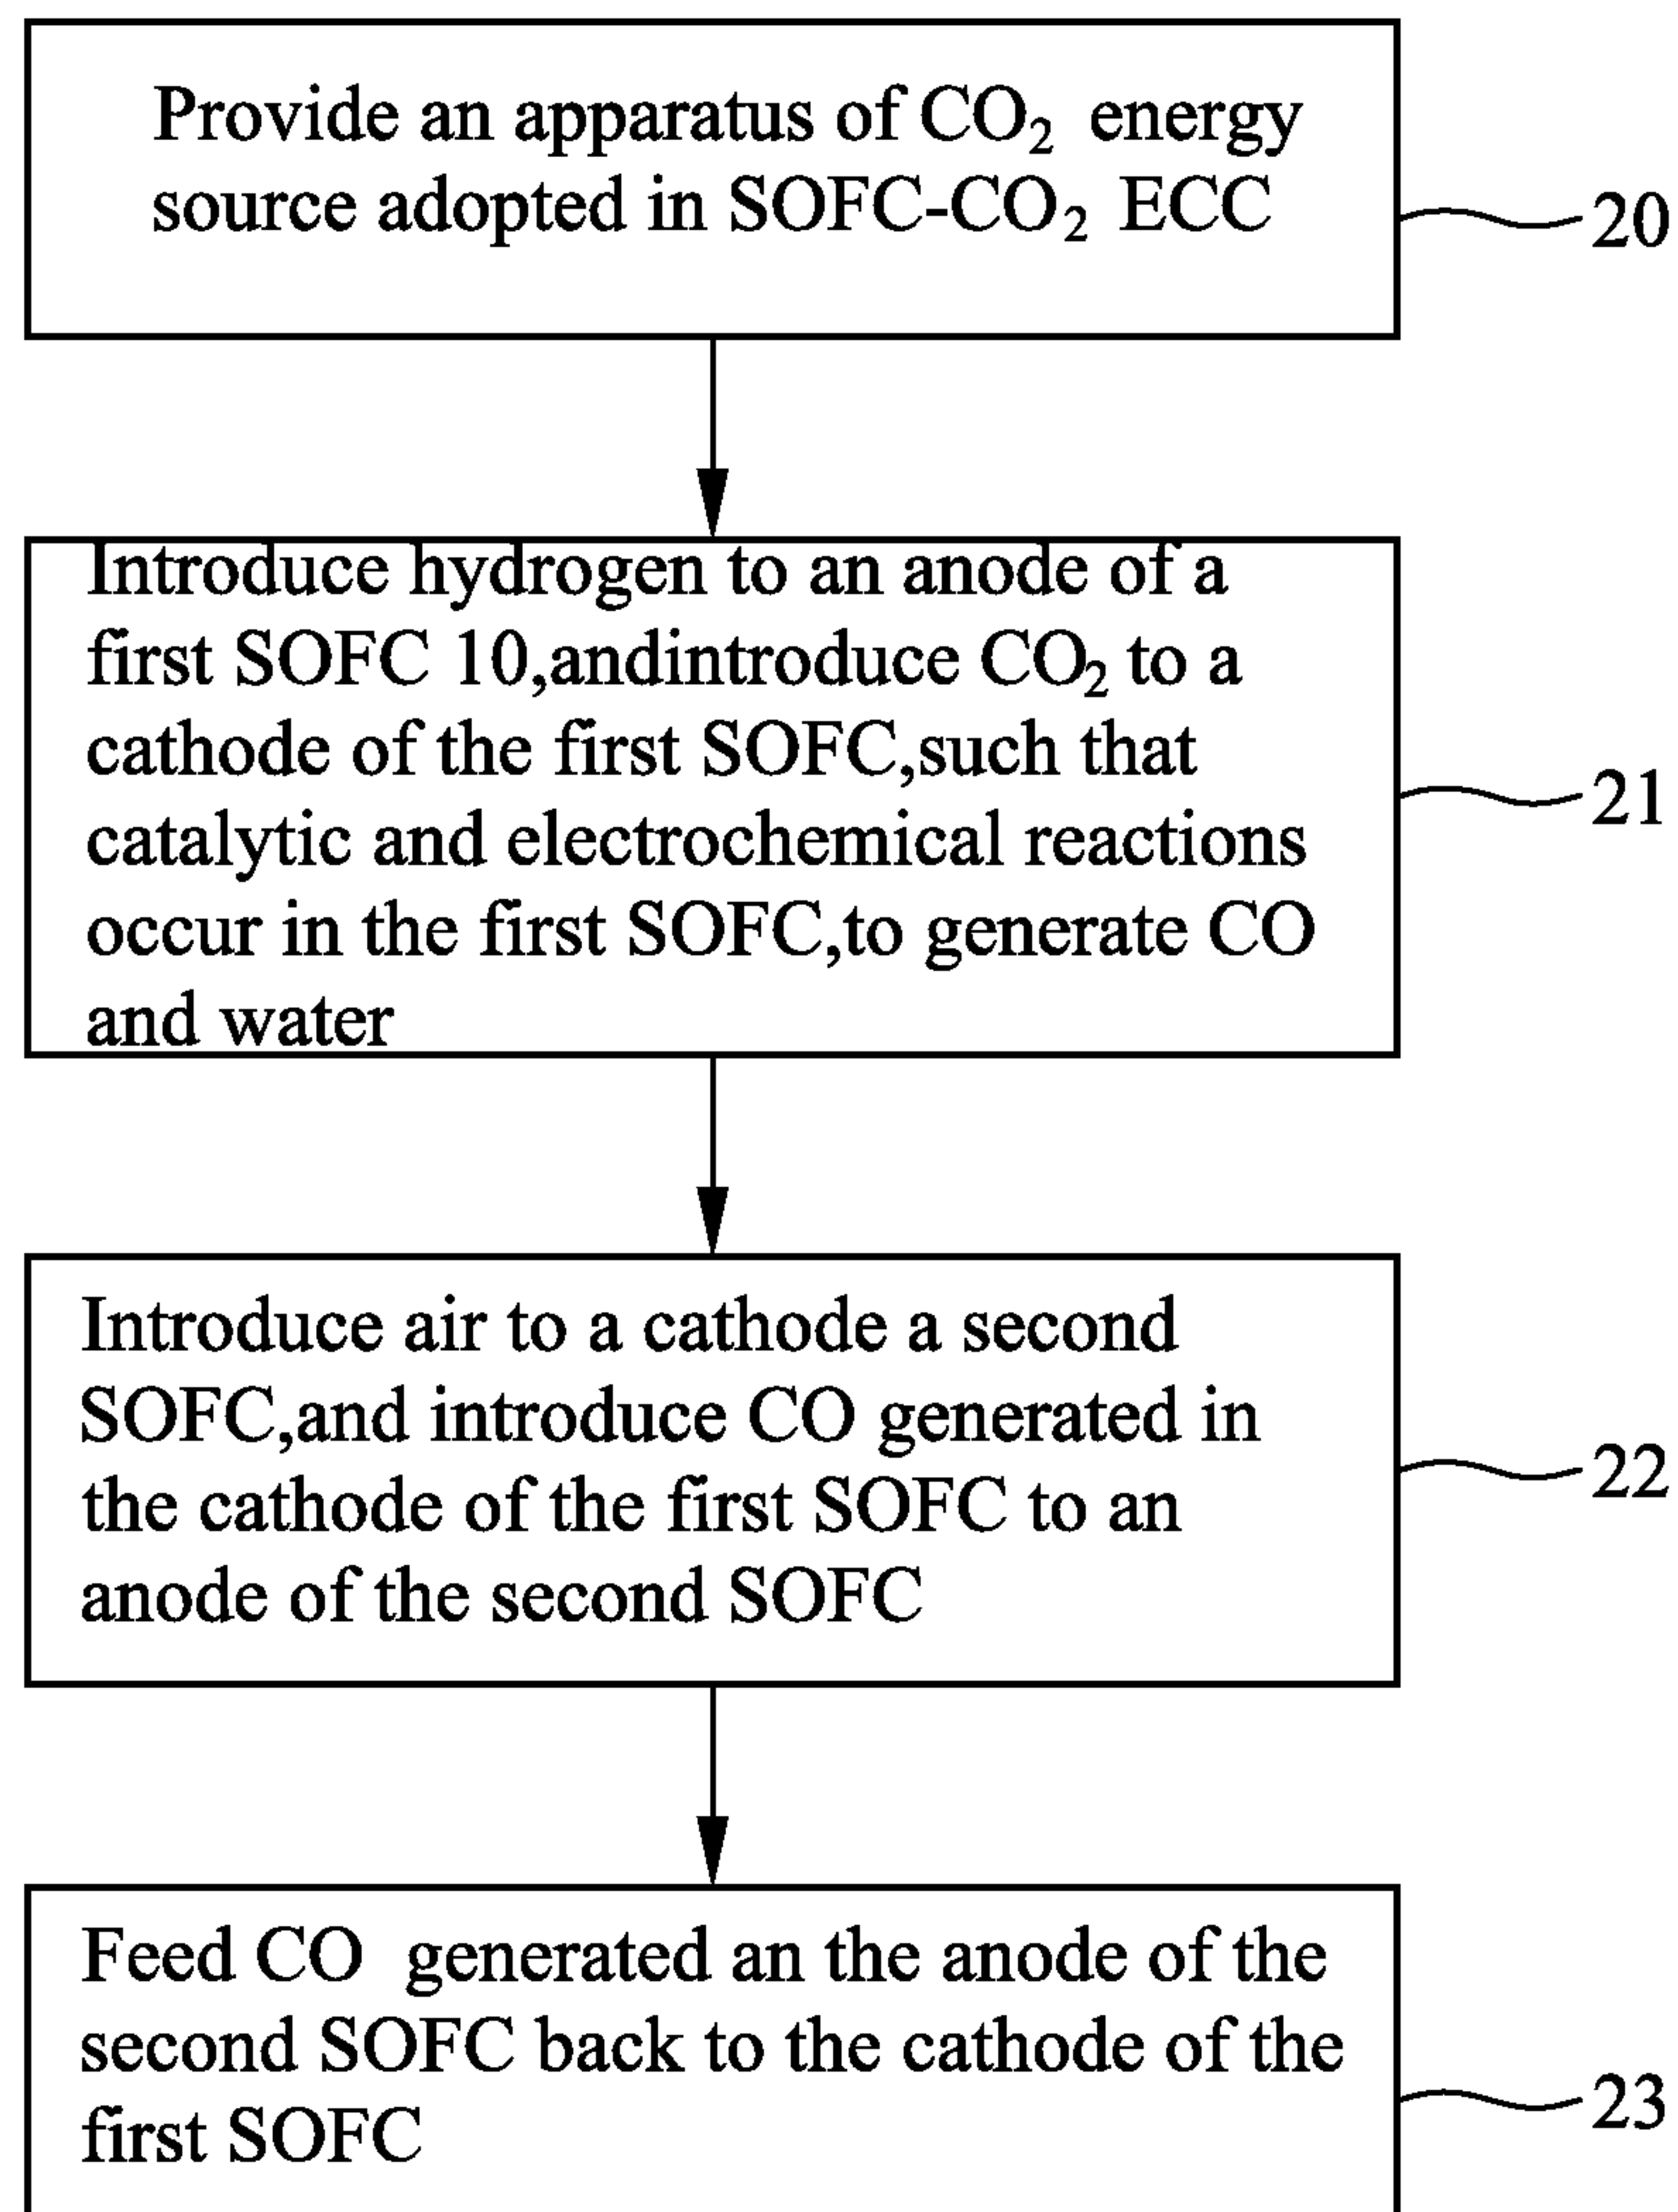 Provide an apparatus of CO₂ energy
source adopted in SOFC-CO₂ ECC
20
Introduce hydrogen to an anode of a
first SOFC 10,andintroduce CO₂ to a
cathode of the first SOFC,such that
catalytic and electrochemical reactions
occur in the first SOFC,to generate CO
and water
21
Introduce air to a cathode a second
SOFC,and introduce CO generated in
the cathode of the first SOFC to an
anode of the second SOFC
22
Feed CO generated an the anode of the
second SOFC back to the cathode of the
first SOFC
23